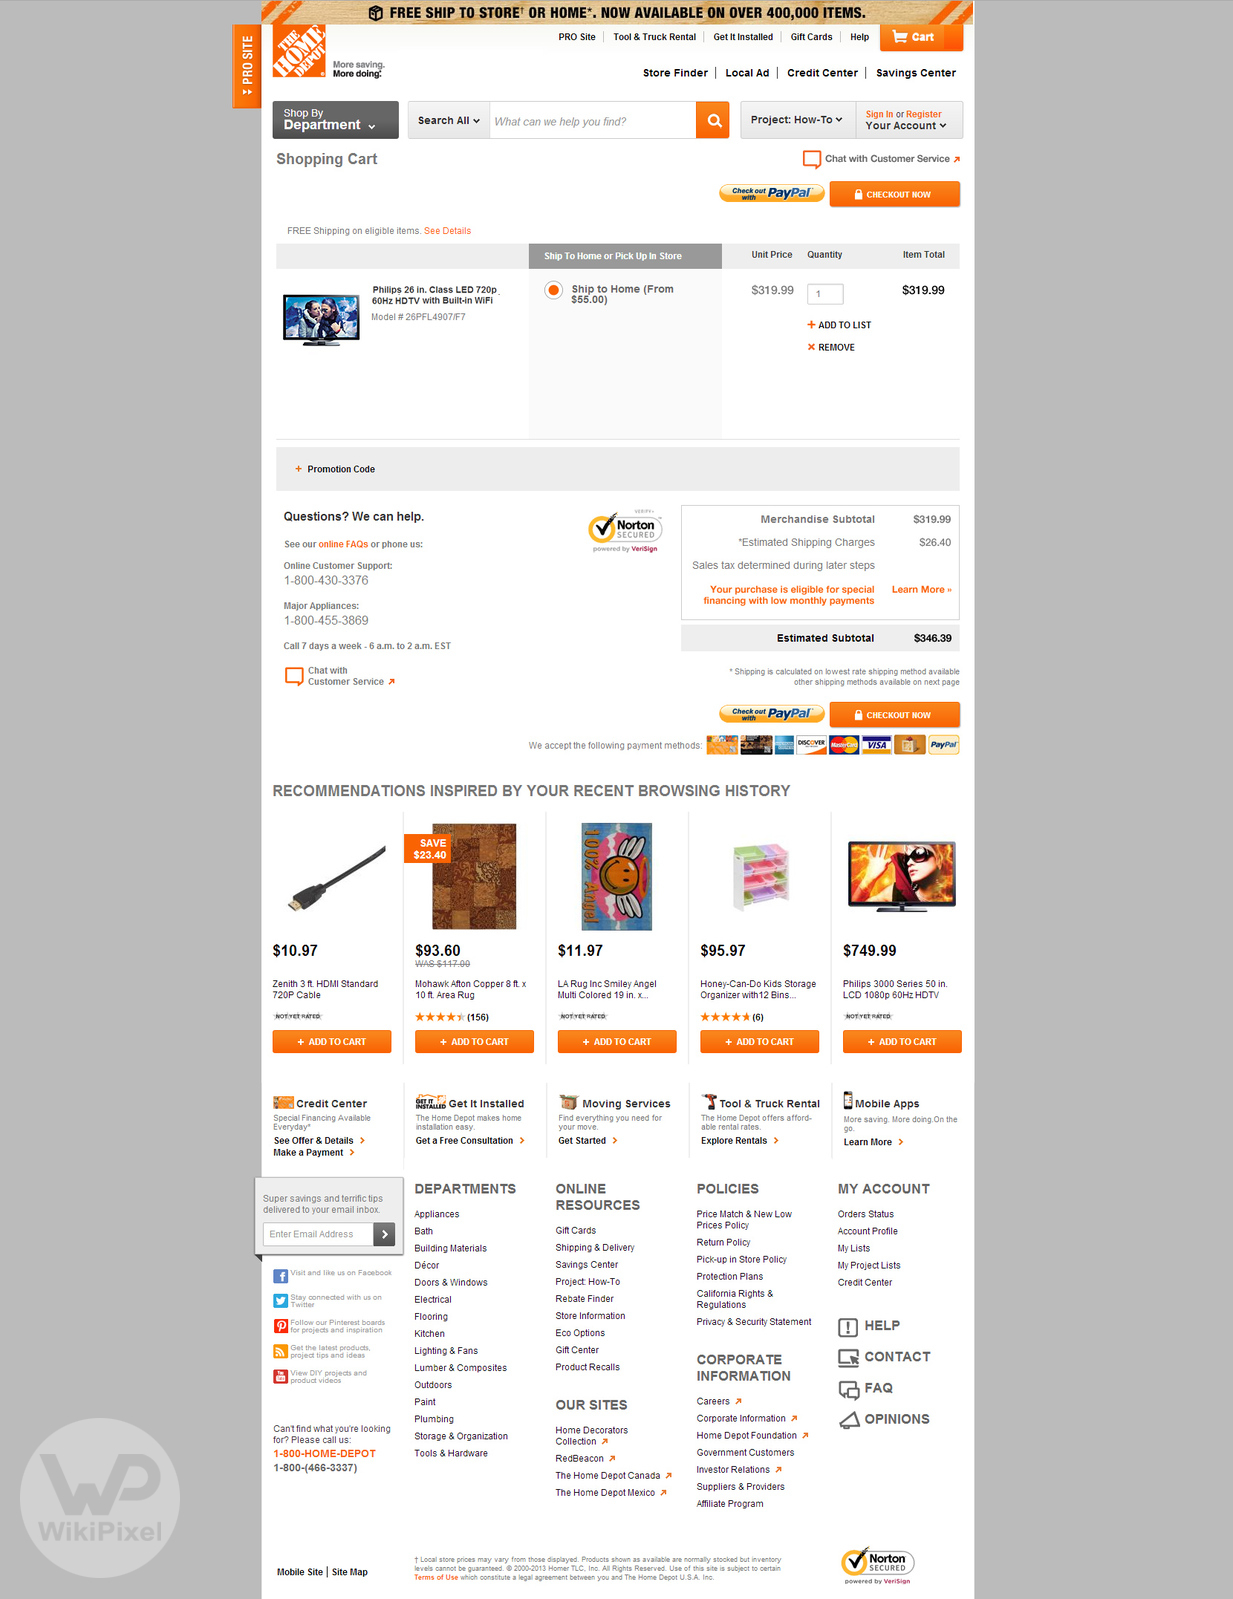 FREE SHIP TO STORE† OR HOME*. NOW AVAILABLE ON OVER 400,000 ITEMS.
PRO SITE
THE HOME DEPOT
More saving.
More doing.
PRO Site | Tool & Truck Rental | Get It Installed | Gift Cards | Help
Cart
Store Finder | Local Ad | Credit Center | Savings Center
Shop By
Department
Search All
What can we help you find?
Project: How-To
Sign In or Register
Your Account
Shopping Cart
Chat with Customer Service
Check out with PayPal
CHECKOUT NOW
FREE Shipping on eligible items. See Details
Ship To Home or Pick Up In Store
Unit Price
Quantity
Item Total
Philips 26 in. Class LED 720p
60Hz HDTV with Built-in WiFi
Model # 26PFL4907/F7
Ship to Home (From
$55.00)
$319.99
1
$319.99
+ ADD TO LIST
× REMOVE
+ Promotion Code
Questions? We can help.
See our online FAQs or phone us:
Online Customer Support:
1-800-430-3376
Major Appliances:
1-800-455-3869
Call 7 days a week - 6 a.m. to 2 a.m. EST
Chat with
Customer Service
VERIFY
Norton
SECURED
powered by VeriSign
Merchandise Subtotal $319.99
*Estimated Shipping Charges $26.40
Sales tax determined during later steps
Your purchase is eligible for special
financing with low monthly payments
Learn More »
Estimated Subtotal $346.39
* Shipping is calculated on lowest rate shipping method available
other shipping methods available on next page
Check out with PayPal
CHECKOUT NOW
We accept the following payment methods:
DISCOVER
MasterCard
VISA
PayPal
RECOMMENDATIONS INSPIRED BY YOUR RECENT BROWSING HISTORY
$10.97
Zenith 3 ft. HDMI Standard
720P Cable
NOT YET RATED
+ ADD TO CART
SAVE
$23.40
$93.60
WAS $117.00
Mohawk Afton Copper 8 ft. x
10 ft. Area Rug
(156)
+ ADD TO CART
100% Angel
$11.97
LA Rug Inc Smiley Angel
Multi Colored 19 in. x...
NOT YET RATED
+ ADD TO CART
$95.97
Honey-Can-Do Kids Storage
Organizer with12 Bins...
(6)
+ ADD TO CART
$749.99
Philips 3000 Series 50 in.
LCD 1080p 60Hz HDTV
NOT YET RATED
+ ADD TO CART
Credit Center
Special Financing Available
Everyday*
See Offer & Details
Make a Payment
GET IT INSTALLED
Get It Installed
The Home Depot makes home
installation easy.
Get a Free Consultation
Moving Services
Find everything you need for
your move.
Get Started
Tool & Truck Rental
The Home Depot offers afford-
able rental rates.
Explore Rentals
Mobile Apps
More saving. More doing.On the
go.
Learn More
Super savings and terrific tips
delivered to your email inbox.
Enter Email Address
Visit and like us on Facebook
Stay connected with us on
Twitter
Follow our Pinterest boards
for projects and inspiration
Get the latest products,
project tips and ideas
View DIY projects and
product videos
Can't find what you're looking
for? Please call us:
1-800-HOME-DEPOT
1-800-(466-3337)
DEPARTMENTS
Appliances
Bath
Building Materials
Décor
Doors & Windows
Electrical
Flooring
Kitchen
Lighting & Fans
Lumber & Composites
Outdoors
Paint
Plumbing
Storage & Organization
Tools & Hardware
ONLINE
RESOURCES
Gift Cards
Shipping & Delivery
Savings Center
Project: How-To
Rebate Finder
Store Information
Eco Options
Gift Center
Product Recalls
OUR SITES
Home Decorators
Collection
RedBeacon
The Home Depot Canada
The Home Depot Mexico
POLICIES
Price Match & New Low
Prices Policy
Return Policy
Pick-up in Store Policy
Protection Plans
California Rights &
Regulations
Privacy & Security Statement
CORPORATE
INFORMATION
Careers
Corporate Information
Home Depot Foundation
Government Customers
Investor Relations
Suppliers & Providers
Affiliate Program
MY ACCOUNT
Orders Status
Account Profile
My Lists
My Project Lists
Credit Center
HELP
CONTACT
FAQ
OPINIONS
WikiPixel
Mobile Site | Site Map
† Local store prices may vary from those displayed. Products shown as available are normally stocked but inventory
levels cannot be guaranteed. © 2000-2013 Homer TLC, Inc. All Rights Reserved. Use of this site is subject to certain
Terms of Use which constitute a legal agreement between you and The Home Depot U.S.A. Inc.
Norton
SECURED
powered by VeriSign